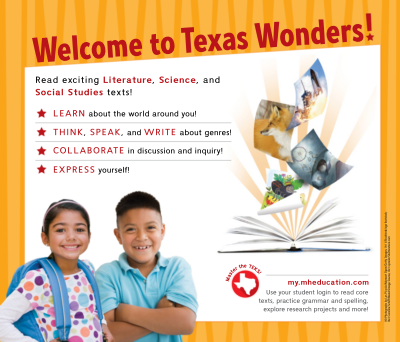 Welcome to Texas Wonders!
Read exciting Literature, Science, and
Social Studies texts!
★ LEARN about the world around you!
★ THINK, SPEAK, and WRITE about genres!
★ COLLABORATE in discussion and inquiry!
★ EXPRESS yourself!
Master the TEKS!
my.mheducation.com
Use your student login to read core
texts, practice grammar and spelling,
explore research projects and more!